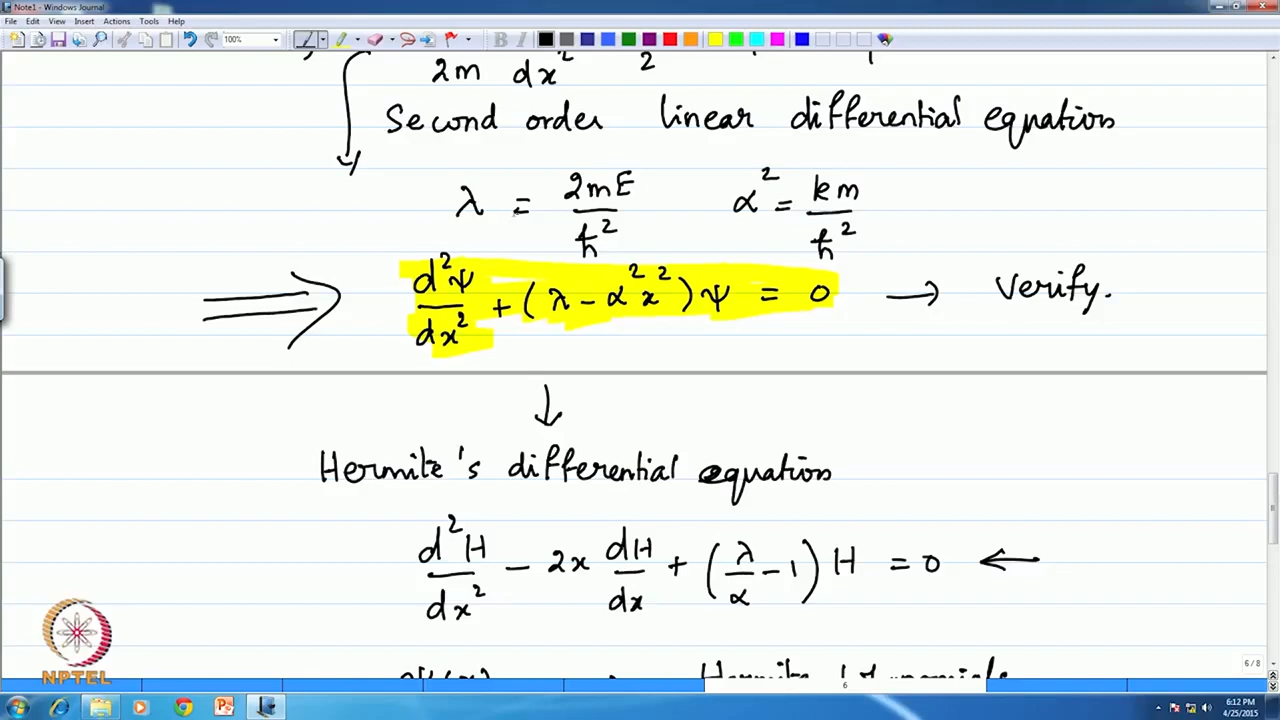 Note1 - Windows Journal
File Edit View Insert Actions Tools Help
100%
2m dx² 2
Second order linear differential equation
λ = 2mE/ħ² α² = km/ħ²
⟹ d²ψ/dx² + (λ - α²x²)ψ = 0 → Verify.
↓
Hermite's differential equation
d²H/dx² - 2x dH/dx + (λ/α - 1) H = 0 ←
Hermite
NPTEL
6 / 8
6
6:12 PM
4/25/2015